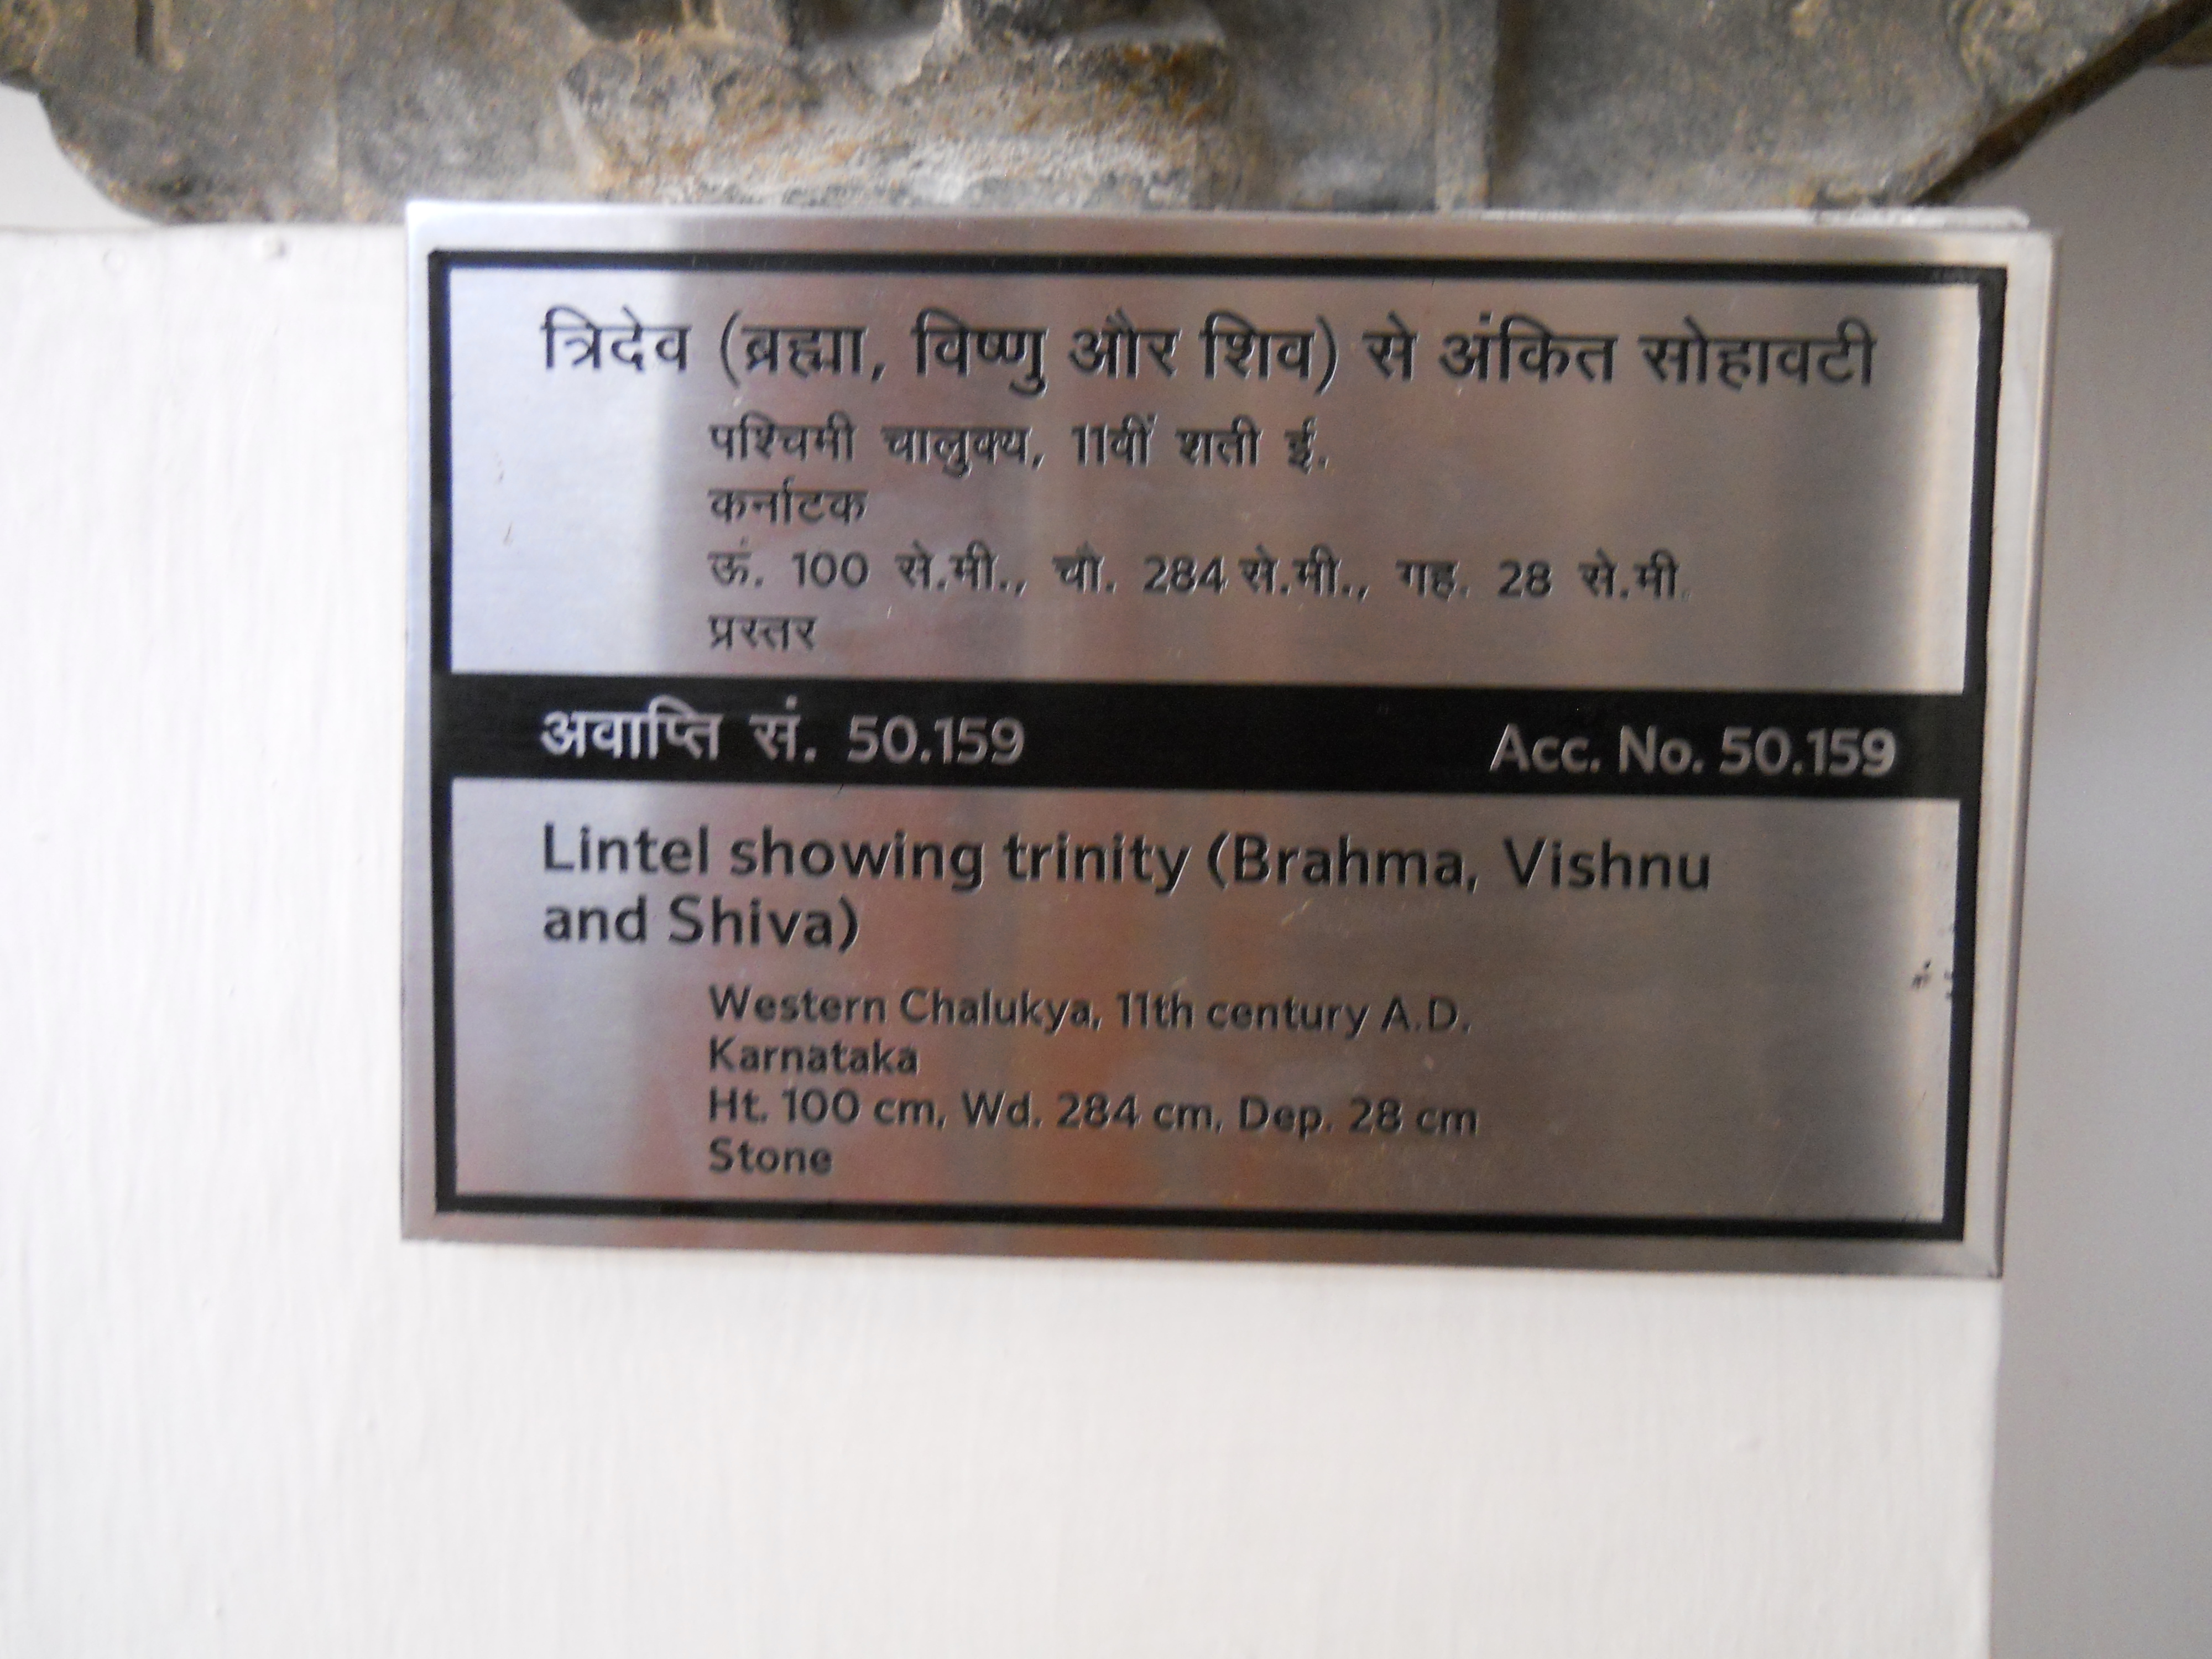 त्रिदेव (ब्रह्मा, विष्णु और शिव) से अंकित सोहावटी
पश्चिमी चालुक्य, 11वीं शती ई.
कर्नाटक
ऊं. 100 से.मी., चौ. 284 से.मी., गह. 28 से.मी.
प्रस्तर
अवाप्ति सं. 50.159 Acc. No. 50.159
Lintel showing trinity (Brahma, Vishnu
and Shiva)
Western Chalukya, 11th century A.D.
Karnataka
Ht. 100 cm, Wd. 284 cm, Dep. 28 cm
Stone